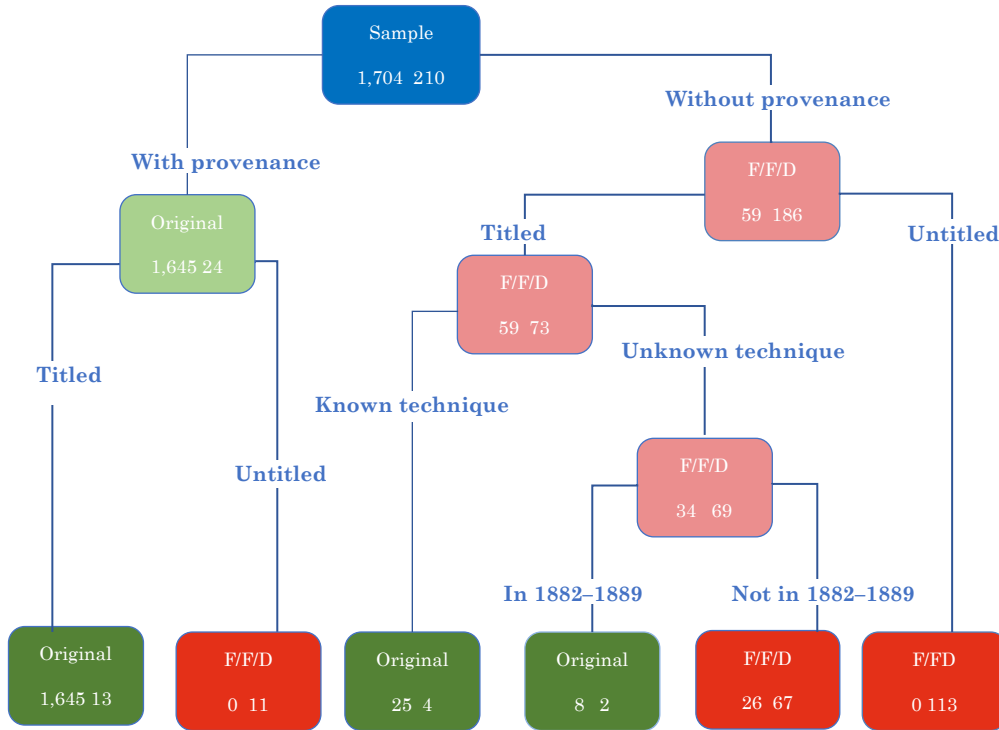 Sample
1,704 210
Without provenance
With provenance
F/F/D
59 186
Original
1,645 24
Titled
Untitled
F/F/D
59 73
Titled
Unknown technique
Known technique
F/F/D
34 69
Untitled
In 1882–1889
Not in 1882–1889
Original
1,645 13
F/F/D
0 11
Original
25 4
Original
8 2
F/F/D
26 67
F/FD
0 113